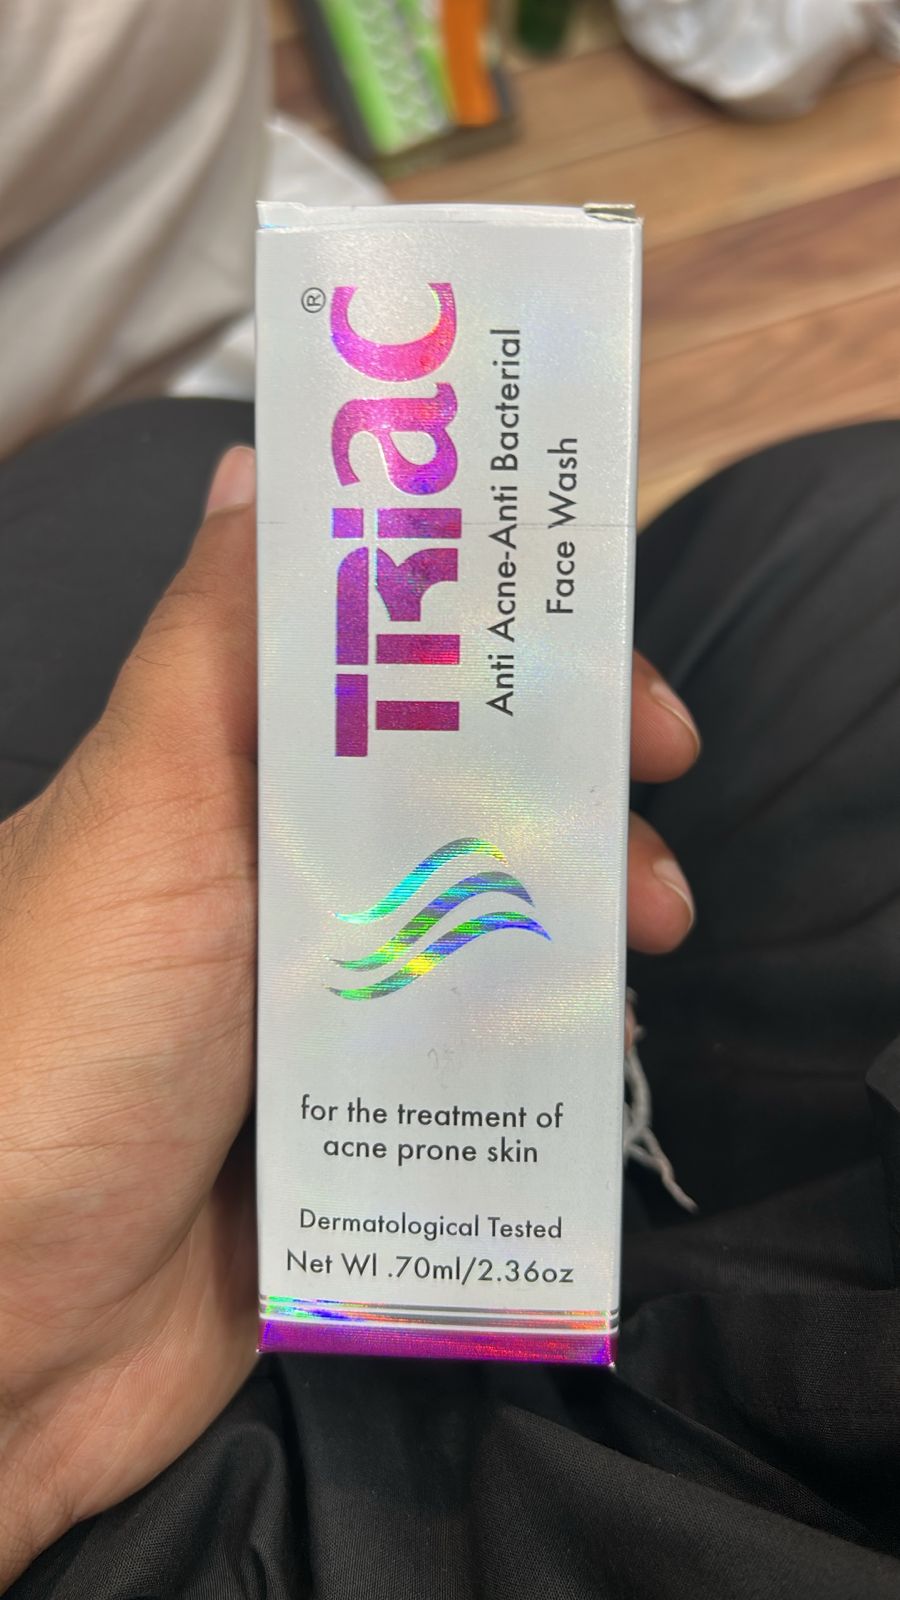 TRiac®
Anti Acne-Anti Bacterial
Face Wash
for the treatment of
acne prone skin
Dermatological Tested
Net Wl .70ml/2.36oz